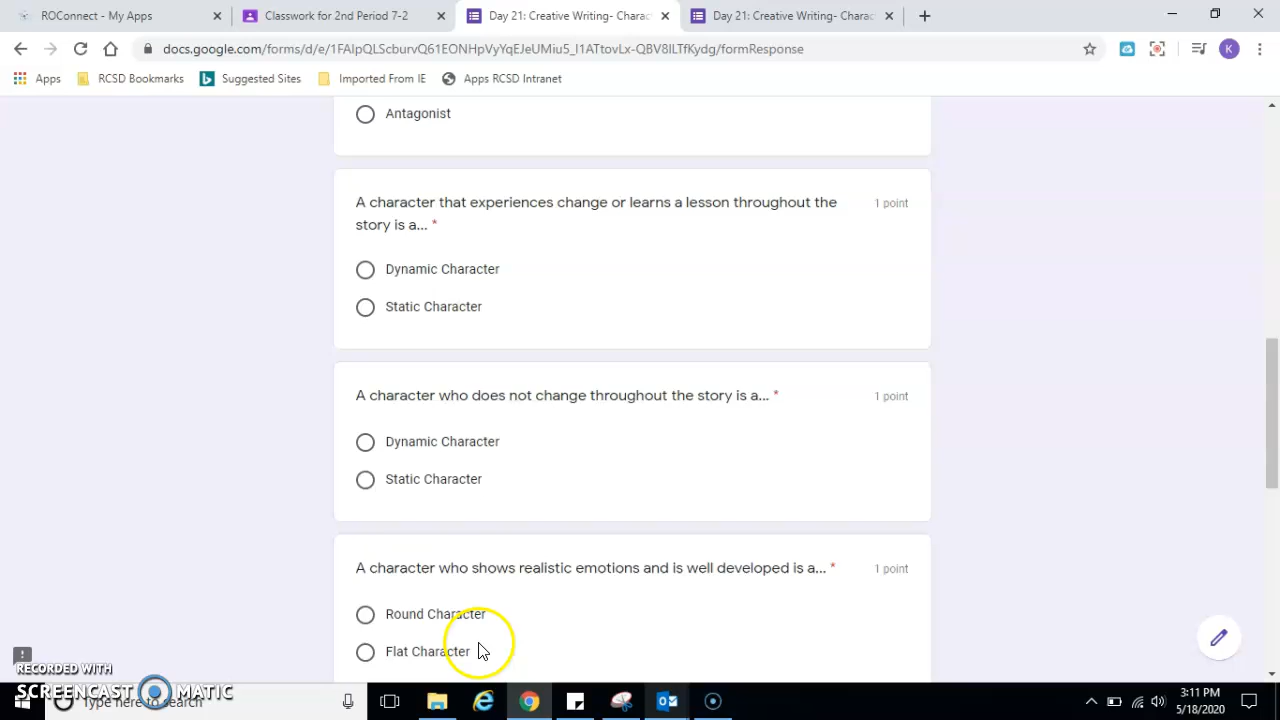 ROConnect - My Apps
Classwork for 2nd Period 7-2
Day 21: Creative Writing- Charac
Day 21: Creative Writing- Charac
docs.google.com/forms/d/e/1FAIpQLScburvQ61EONHpVyYqEJeUMiu5_I1ATtovLx-QBV8ILTfKydg/formResponse
K
Apps
RCSD Bookmarks
Suggested Sites
Imported From IE
Apps RCSD Intranet
Antagonist
A character that experiences change or learns a lesson throughout the
story is a... *
1 point
Dynamic Character
Static Character
A character who does not change throughout the story is a... *
1 point
Dynamic Character
Static Character
A character who shows realistic emotions and is well developed is a... *
1 point
Round Character
Flat Character
RECORDED WITH
SCREENCAST MATIC
Type here to search
3:11 PM
5/18/2020